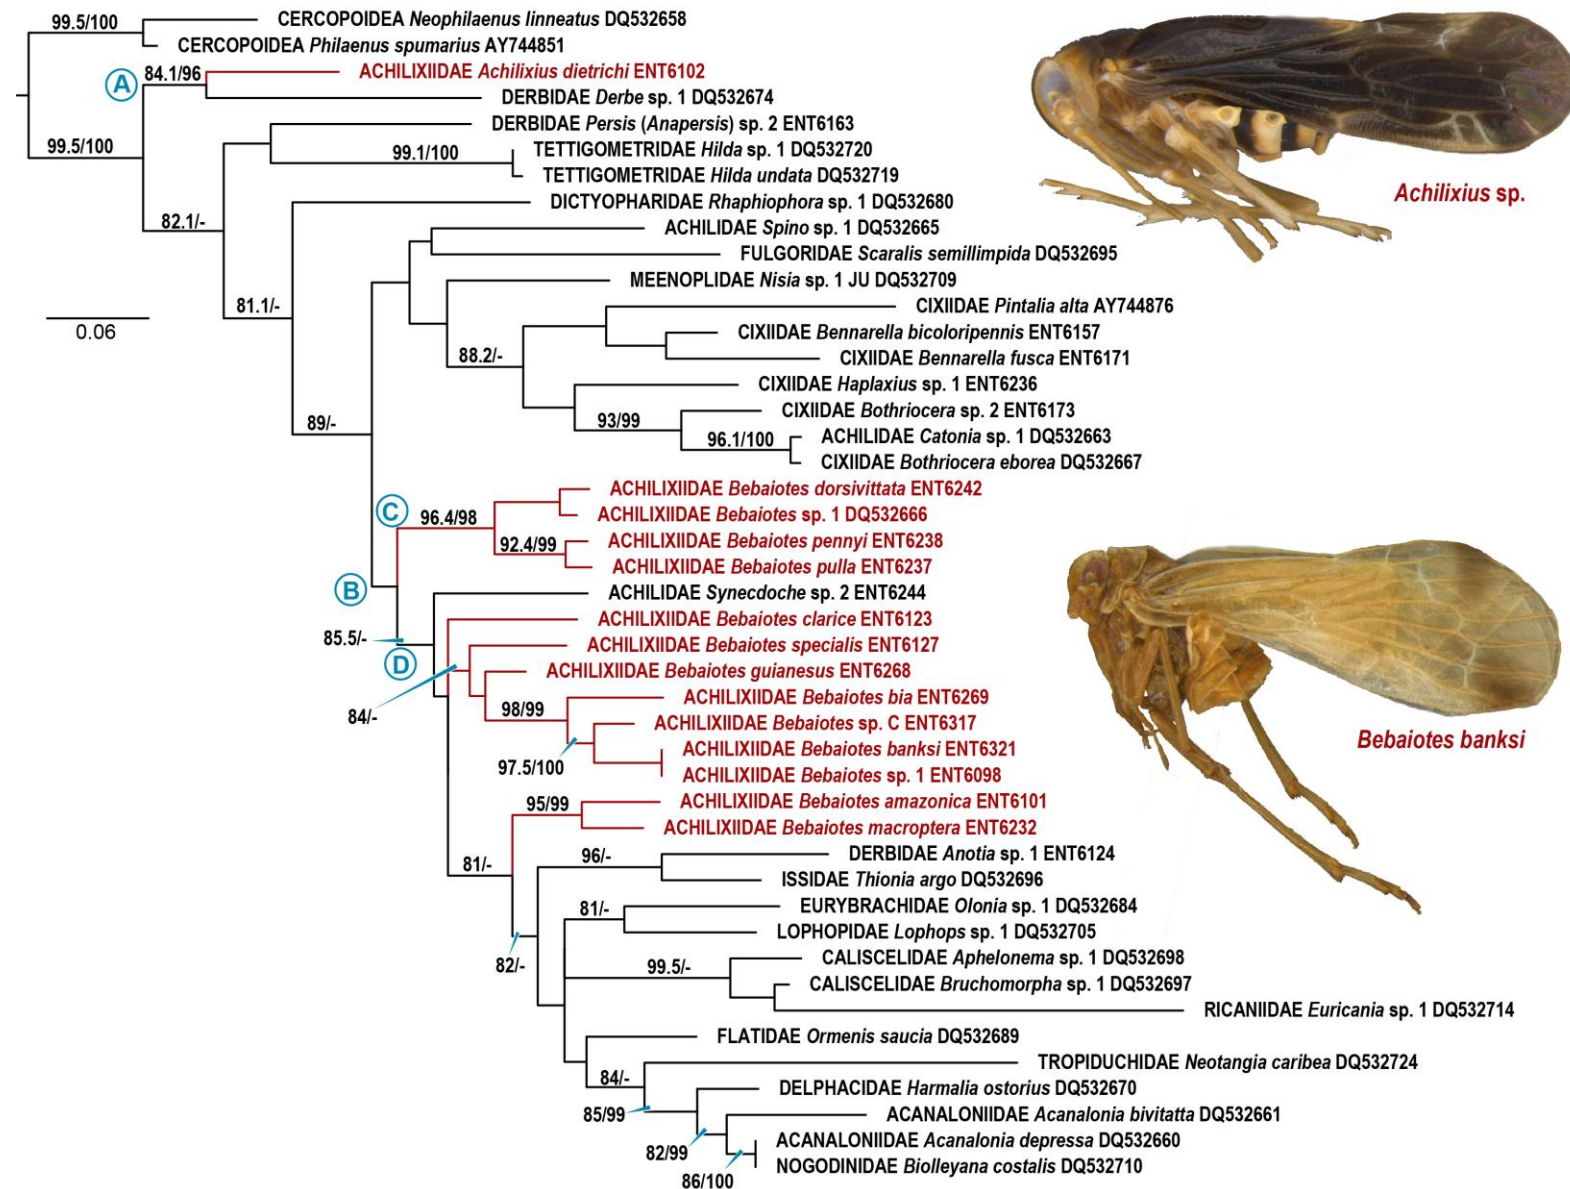 99.5/100
CERCOPOIDEA Neophilaenus linneatus DQ532658
CERCOPOIDEA Philaenus spumarius AY744851
A
84.1/96
ACHILIXIIDAE Achilixius dietrichi ENT6102
DERBIDAE Derbe sp. 1 DQ532674
DERBIDAE Persis (Anapersis) sp. 2 ENT6163
99.5/100
99.1/100
TETTIGOMETRIDAE Hilda sp. 1 DQ532720
TETTIGOMETRIDAE Hilda undata DQ532719
Achilixius sp.
DICTYOPHARIDAE Rhaphiophora sp. 1 DQ532680
82.1/-
ACHILIDAE Spino sp. 1 DQ532665
FULGORIDAE Scaralis semillimpida DQ532695
MEENOPLIDAE Nisia sp. 1 JU DQ532709
81.1/-
CIXIIDAE Pintalia alta AY744876
0.06
CIXIIDAE Bennarella bicoloripennis ENT6157
88.2/-
CIXIIDAE Bennarella fusca ENT6171
CIXIIDAE Haplaxius sp. 1 ENT6236
CIXIIDAE Bothriocera sp. 2 ENT6173
89/-
93/99
ACHILIDAE Catonia sp. 1 DQ532663
96.1/100
CIXIIDAE Bothriocera eborea DQ532667
ACHILIXIIDAE Bebaiotes dorsivittata ENT6242
C
96.4/98
ACHILIXIIDAE Bebaiotes sp. 1 DQ532666
92.4/99
ACHILIXIIDAE Bebaiotes pennyi ENT6238
ACHILIXIIDAE Bebaiotes pulla ENT6237
B
ACHILIDAE Synecdoche sp. 2 ENT6244
ACHILIXIIDAE Bebaiotes clarice ENT6123
85.5/-
D
ACHILIXIIDAE Bebaiotes specialis ENT6127
ACHILIXIIDAE Bebaiotes guianesus ENT6268
84/-
98/99
ACHILIXIIDAE Bebaiotes bia ENT6269
ACHILIXIIDAE Bebaiotes sp. C ENT6317
Bebaiotes banksi
97.5/100
ACHILIXIIDAE Bebaiotes banksi ENT6321
ACHILIXIIDAE Bebaiotes sp. 1 ENT6098
95/99
ACHILIXIIDAE Bebaiotes amazonica ENT6101
ACHILIXIIDAE Bebaiotes macroptera ENT6232
81/-
96/-
DERBIDAE Anotia sp. 1 ENT6124
ISSIDAE Thionia argo DQ532696
81/-
EURYBRACHIDAE Olonia sp. 1 DQ532684
LOPHOPIDAE Lophops sp. 1 DQ532705
82/-
99.5/-
CALISCELIDAE Aphelonema sp. 1 DQ532698
CALISCELIDAE Bruchomorpha sp. 1 DQ532697
RICANIIDAE Euricania sp. 1 DQ532714
FLATIDAE Ormenis saucia DQ532689
TROPIDUCHIDAE Neotangia caribea DQ532724
84/-
DELPHACIDAE Harmalia ostorius DQ532670
85/99
ACANALONIIDAE Acanalonia bivitatta DQ532661
82/99
ACANALONIIDAE Acanalonia depressa DQ532660
86/100
NOGODINIDAE Biolleyana costalis DQ532710